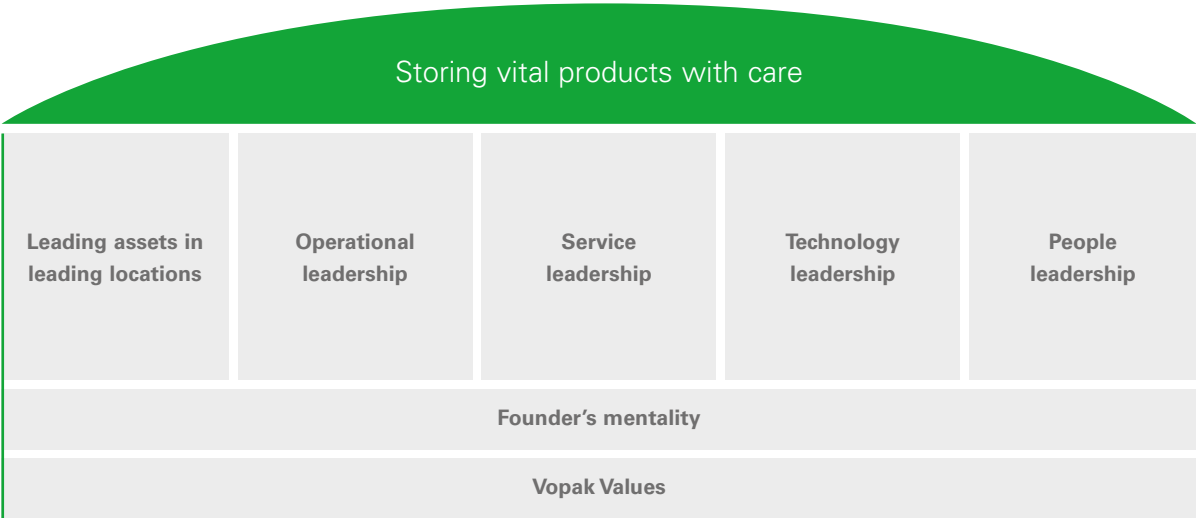 Storing vital products with care
Leading assets in
leading locations
Operational
leadership
Service
leadership
Technology
leadership
People
leadership
Founder’s mentality
Vopak Values